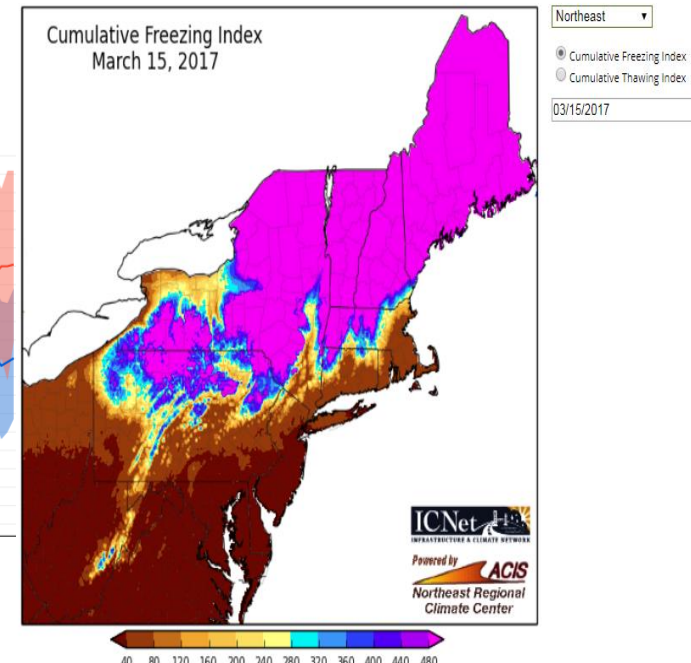 Cumulative Freezing Index
March 15, 2017
Northeast
Cumulative Freezing Index
Cumulative Thawing Index
03/15/2017
ICNet
INFRASTRUCTURE & CLIMATE NETWORK
Powered by
ACIS
Northeast Regional
Climate Center
40 80 120 160 200 240 280 320 360 400 440 480